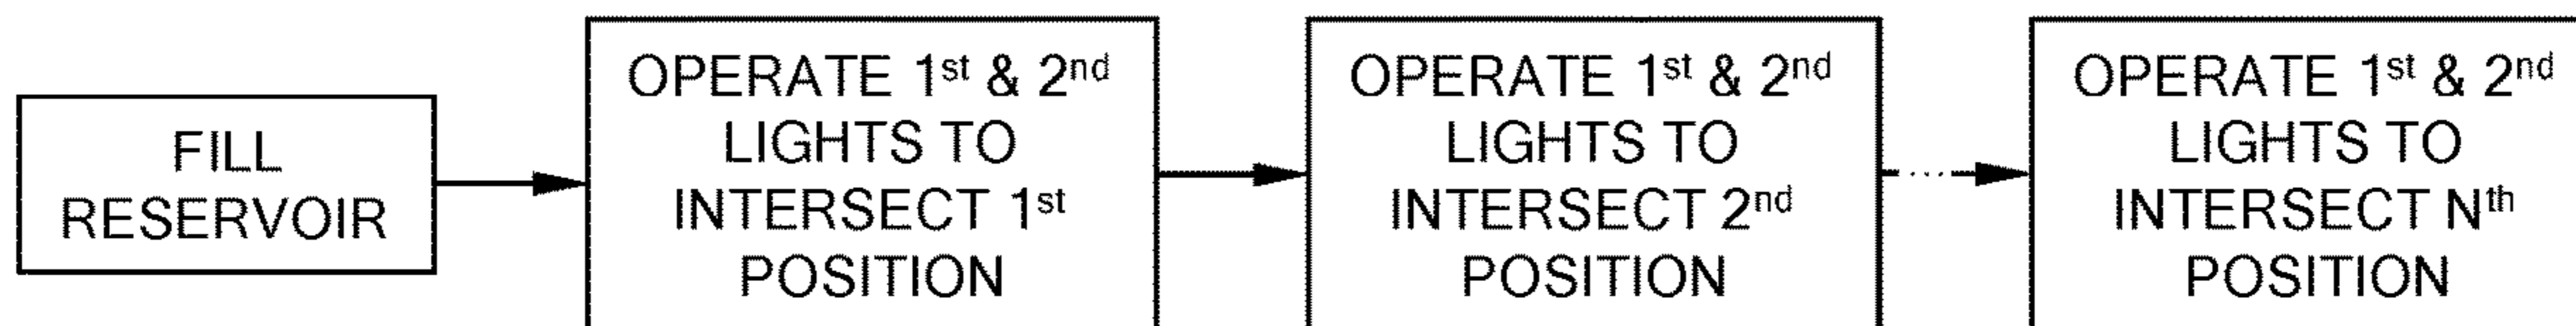 FILL
RESERVOIR
OPERATE 1st & 2nd
LIGHTS TO
INTERSECT 1st
POSITION
OPERATE 1st & 2nd
LIGHTS TO
INTERSECT 2nd
POSITION
...
OPERATE 1st & 2nd
LIGHTS TO
INTERSECT Nth
POSITION